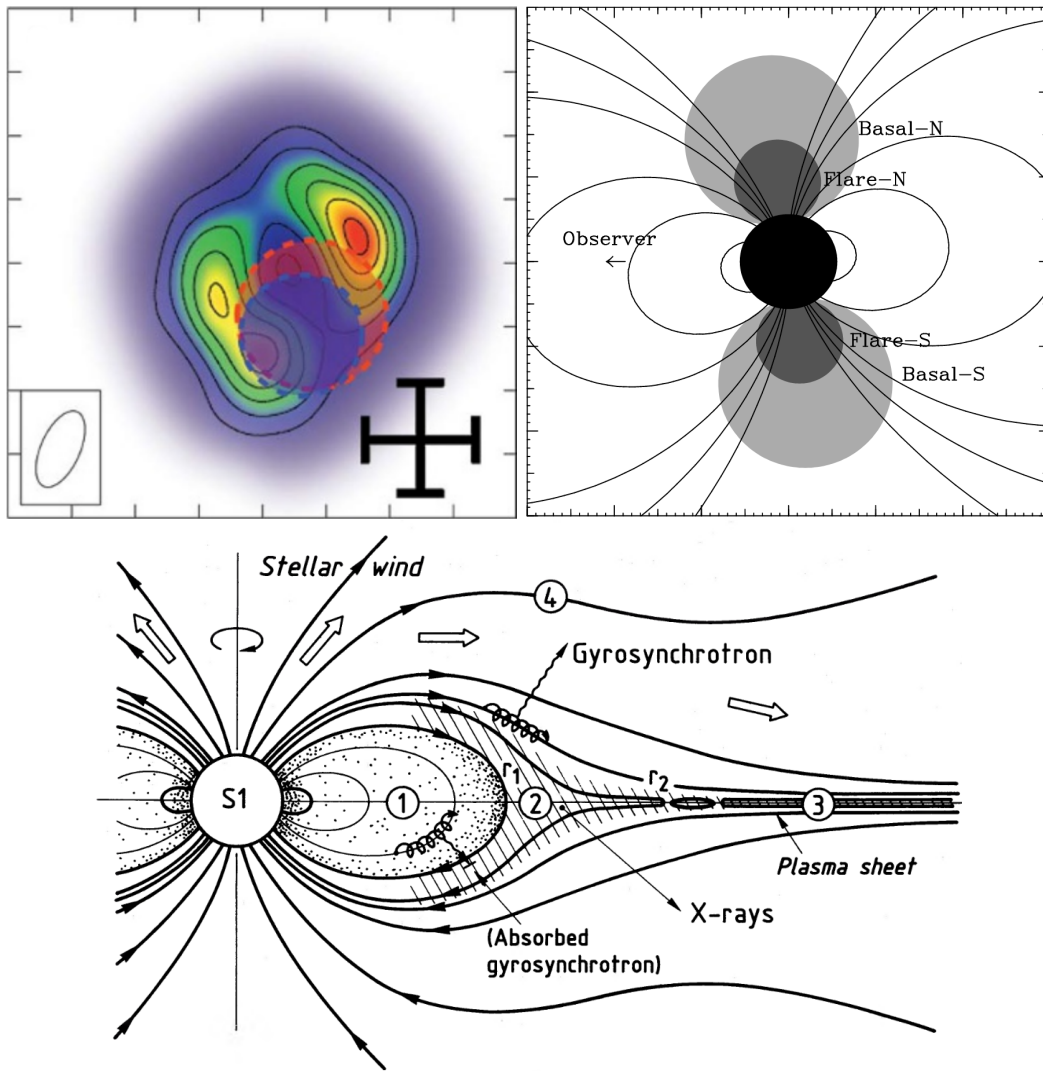 Basal-N
Flare-N
Observer
←
Flare-S
Basal-S
Stellar wind
4
Gyrosynchrotron
S1
1
r1
2
r2
3
Plasma sheet
X-rays
(Absorbed
gyrosynchrotron)